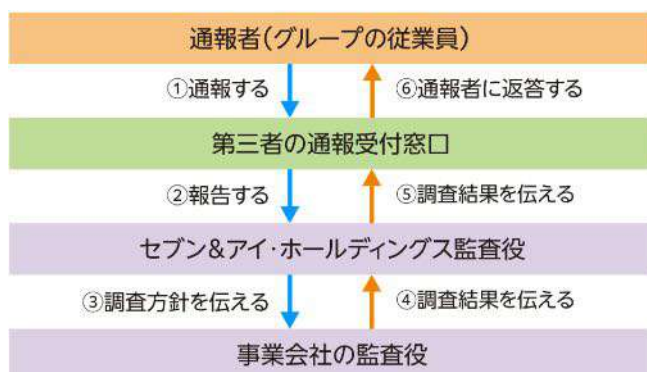 通報者(グループの従業員)
①通報する
⑥通報者に返答する
第三者の通報受付窓口
②報告する
⑤調査結果を伝える
セブン&アイ・ホールディングス監査役
③調査方針を伝える
④調査結果を伝える
事業会社の監査役